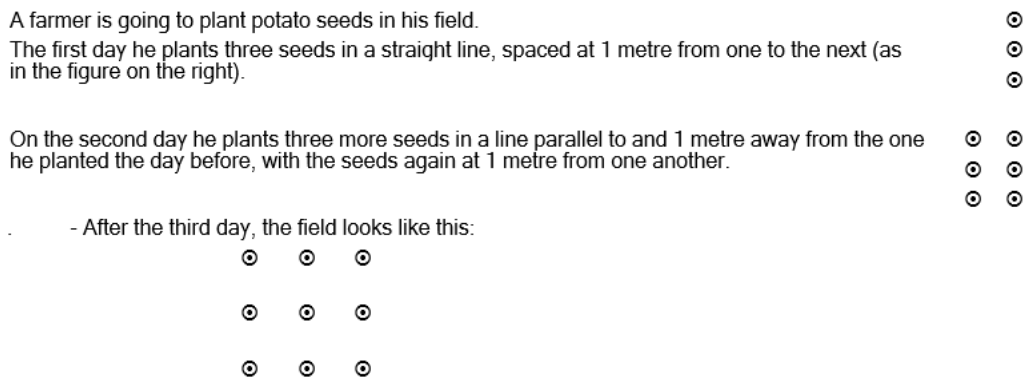 A farmer is going to plant potato seeds in his field.
The first day he plants three seeds in a straight line, spaced at 1 metre from one to the next (as
in the figure on the right).
On the second day he plants three more seeds in a line parallel to and 1 metre away from the one
he planted the day before, with the seeds again at 1 metre from one another.
. - After the third day, the field looks like this: